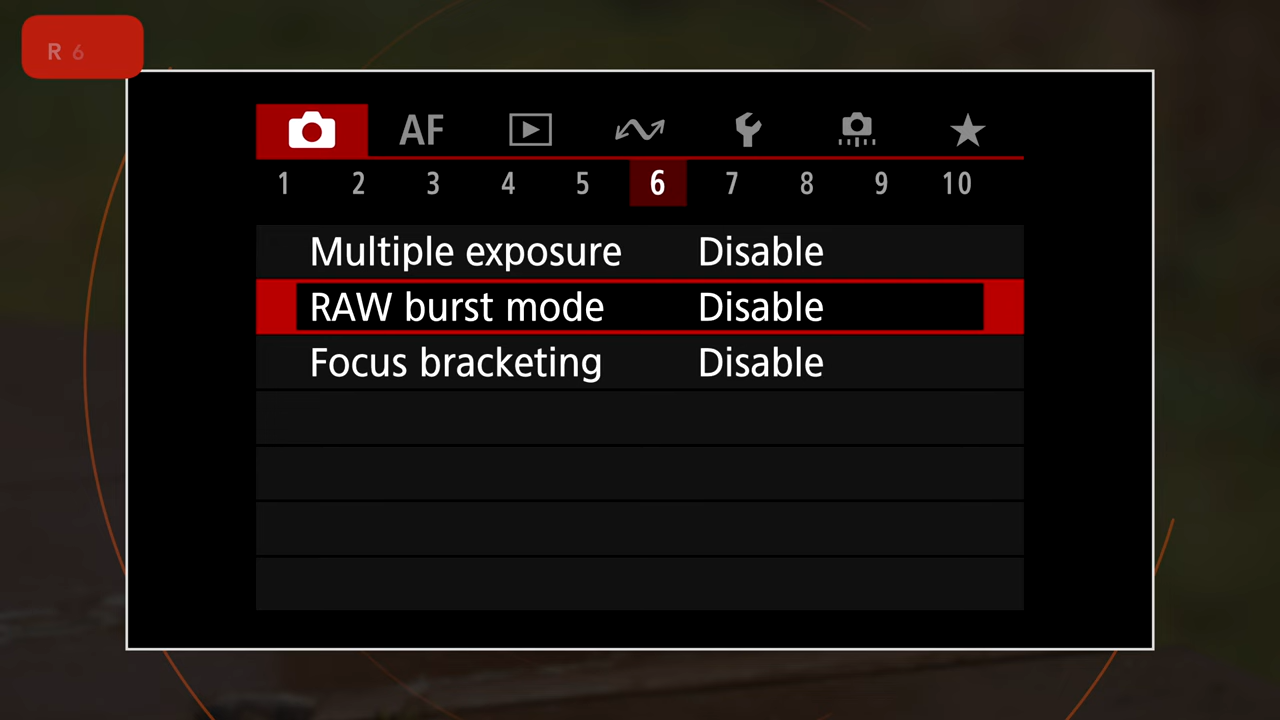 R 6
AF
1 2 3 4 5 6 7 8 9 10
Multiple exposure Disable
RAW burst mode Disable
Focus bracketing Disable